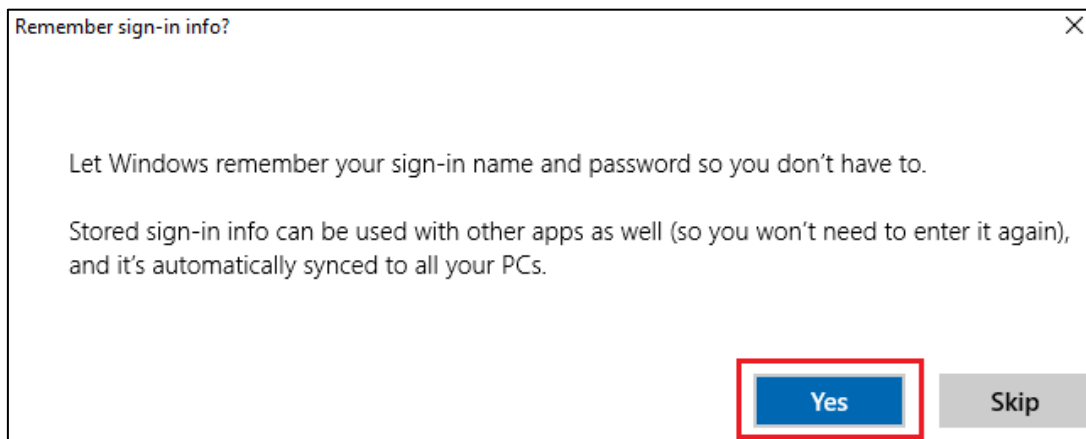 Remember sign-in info?
Let Windows remember your sign-in name and password so you don't have to.
Stored sign-in info can be used with other apps as well (so you won't need to enter it again),
and it's automatically synced to all your PCs.
Yes Skip